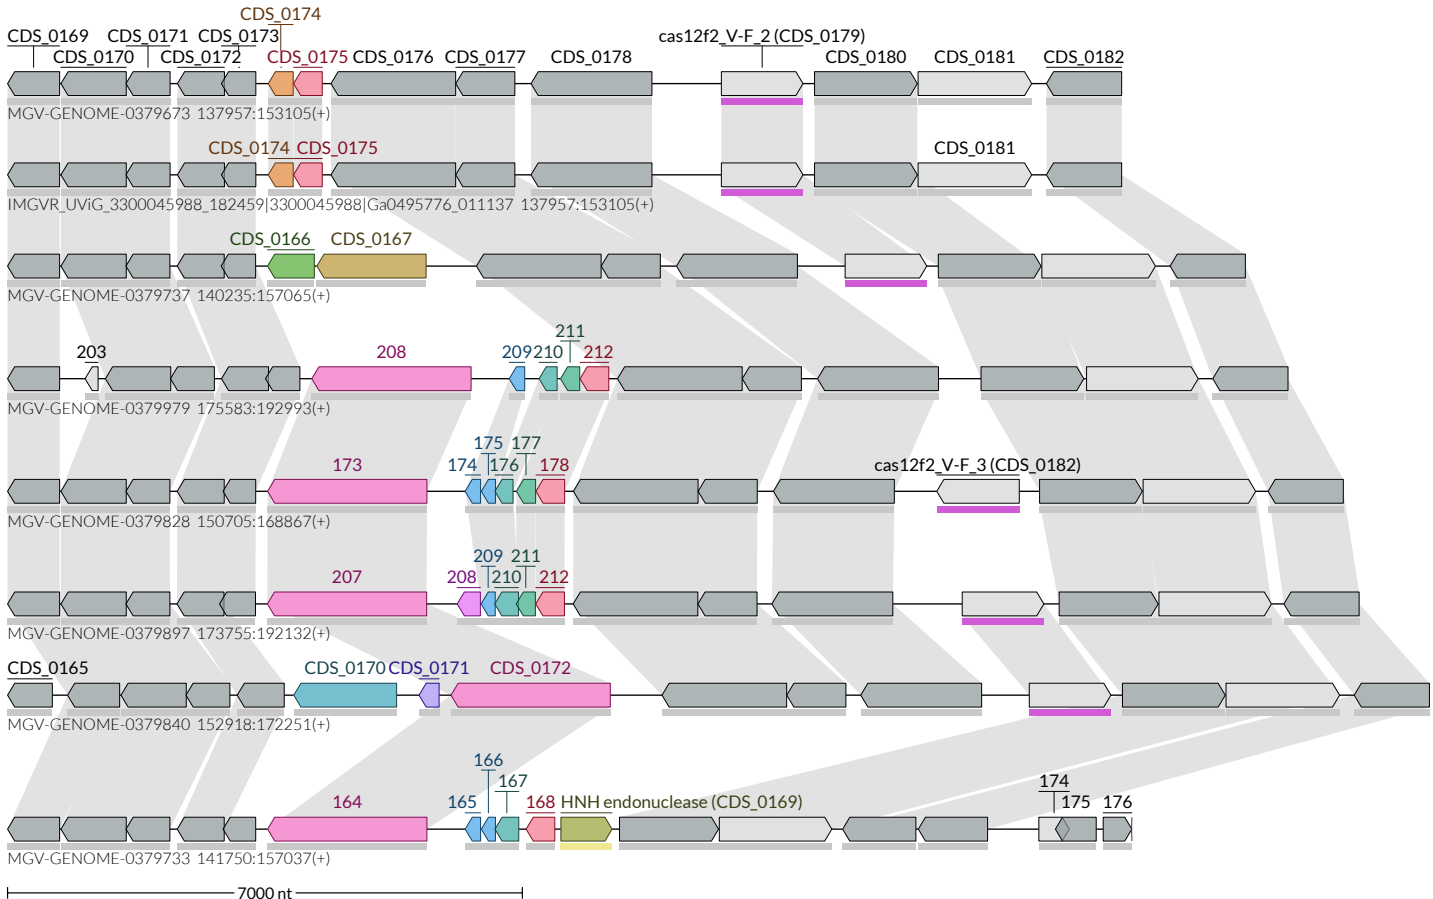 CDS_0174
CDS_0169 CDS_0171 CDS_0173 cas12f2_V-F_2 (CDS_0179)
CDS_0170 CDS_0172 CDS_0175 CDS_0176 CDS_0177 CDS_0178 CDS_0180 CDS_0181 CDS_0182
MGV-GENOME-0379673 137957:153105(+)
CDS_0174 CDS_0175 CDS_0181
IMGVR_UViG_3300045988_182459|3300045988|Ga0495776_011137 137957:153105(+)
CDS_0166 CDS_0167
MGV-GENOME-0379737 140235:157065(+)
211
203 208 209 210 212
MGV-GENOME-0379979 175583:192993(+)
175 177
173 174 176 178 cas12f2_V-F_3 (CDS_0182)
MGV-GENOME-0379828 150705:168867(+)
209 211
207 208 210 212
MGV-GENOME-0379897 173755:192132(+)
CDS_0165 CDS_0170 CDS_0171 CDS_0172
MGV-GENOME-0379840 152918:172251(+)
166
167 174
164 165 168 HNH endonuclease (CDS_0169) 175 176
MGV-GENOME-0379733 141750:157037(+)
7000 nt